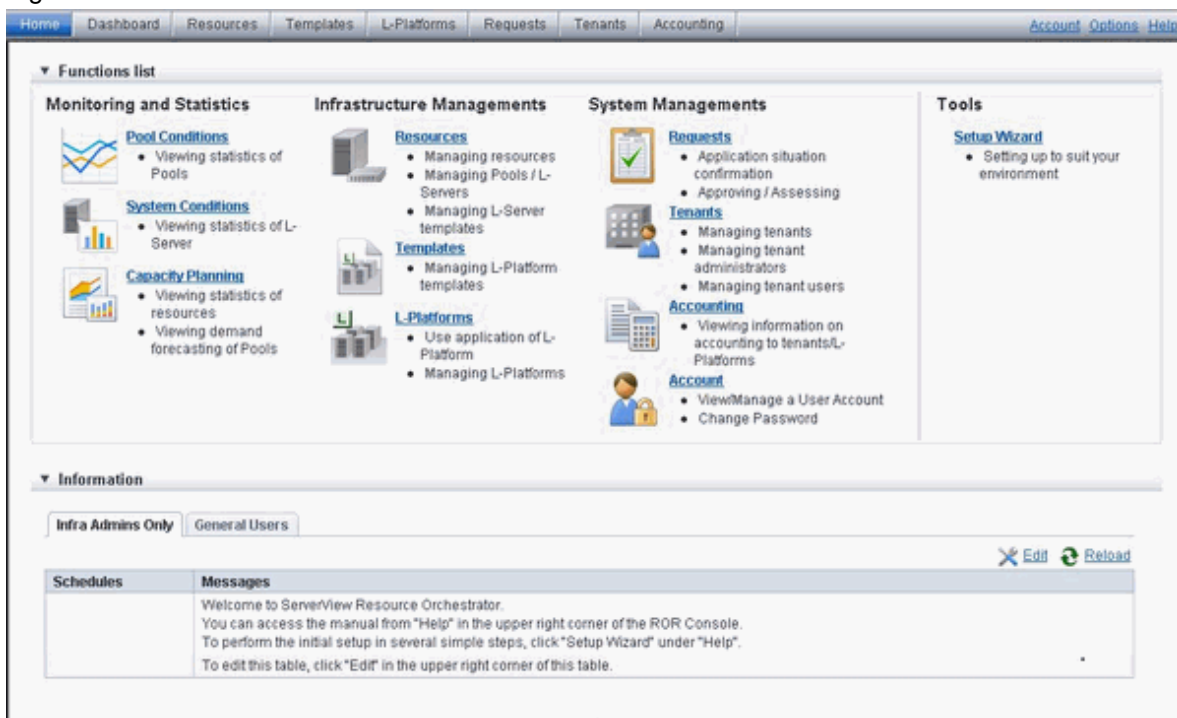 Home Dashboard Resources Templates L-Platforms Requests Tenants Accounting Account Options Help
▼ Functions list
Monitoring and Statistics
Pool Conditions
• Viewing statistics of
Pools
System Conditions
• Viewing statistics of L-
Server
Capacity Planning
• Viewing statistics of
resources
• Viewing demand
forecasting of Pools
Infrastructure Managements
Resources
• Managing resources
• Managing Pools / L-
Servers
• Managing L-Server
templates
Templates
• Managing L-Platform
templates
L-Platforms
• Use application of L-
Platform
• Managing L-Platforms
System Managements
Requests
• Application situation
confirmation
• Approving / Assessing
Tenants
• Managing tenants
• Managing tenant
administrators
• Managing tenant users
Accounting
• Viewing information on
accounting to tenants/L-
Platforms
Account
• View/Manage a User Account
• Change Password
Tools
Setup Wizard
• Setting up to suit your
environment
▼ Information
Infra Admins Only General Users
Edit Reload
Schedules Messages
Welcome to ServerView Resource Orchestrator.
You can access the manual from "Help" in the upper right corner of the ROR Console.
To perform the initial setup in several simple steps, click "Setup Wizard" under "Help".
To edit this table, click "Edit" in the upper right corner of this table.